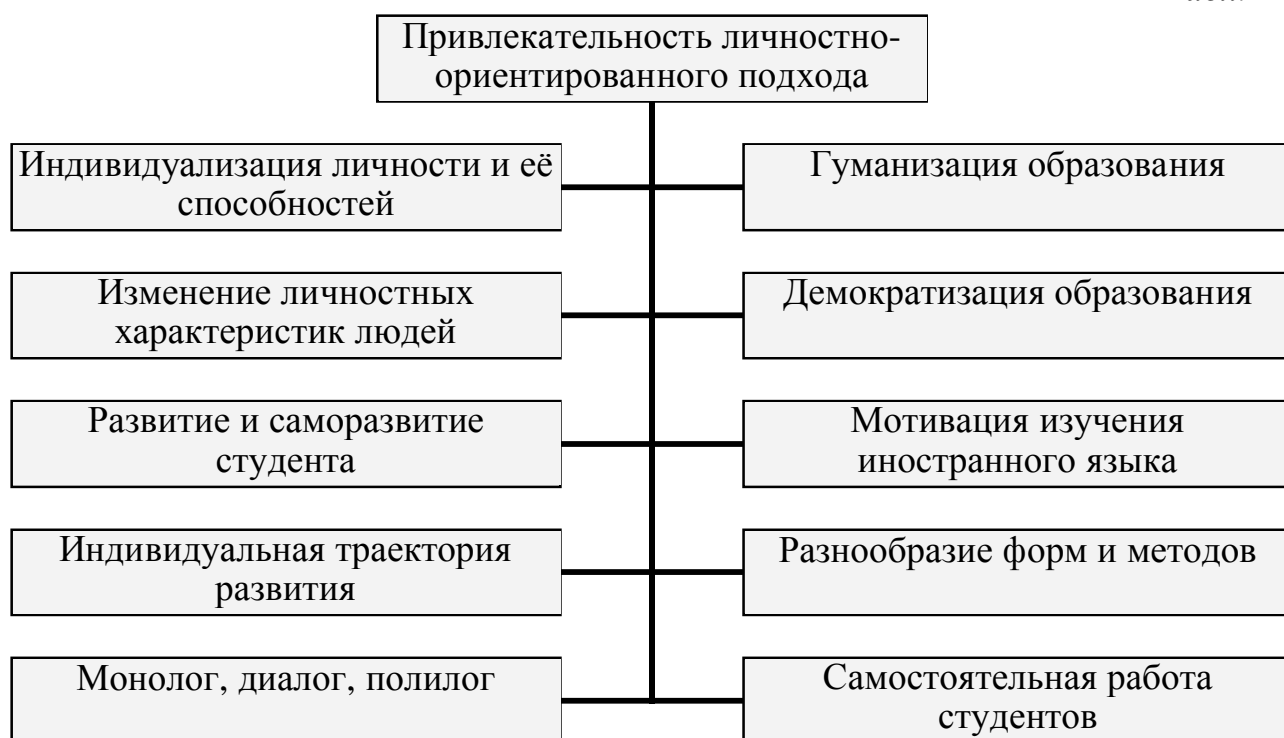 Привлекательность личностно-
ориентированного подхода
Индивидуализация личности и её
способностей
Гуманизация образования
Изменение личностных
характеристик людей
Демократизация образования
Развитие и саморазвитие
студента
Мотивация изучения
иностранного языка
Индивидуальная траектория
развития
Разнообразие форм и методов
Монолог, диалог, полилог
Самостоятельная работа
студентов